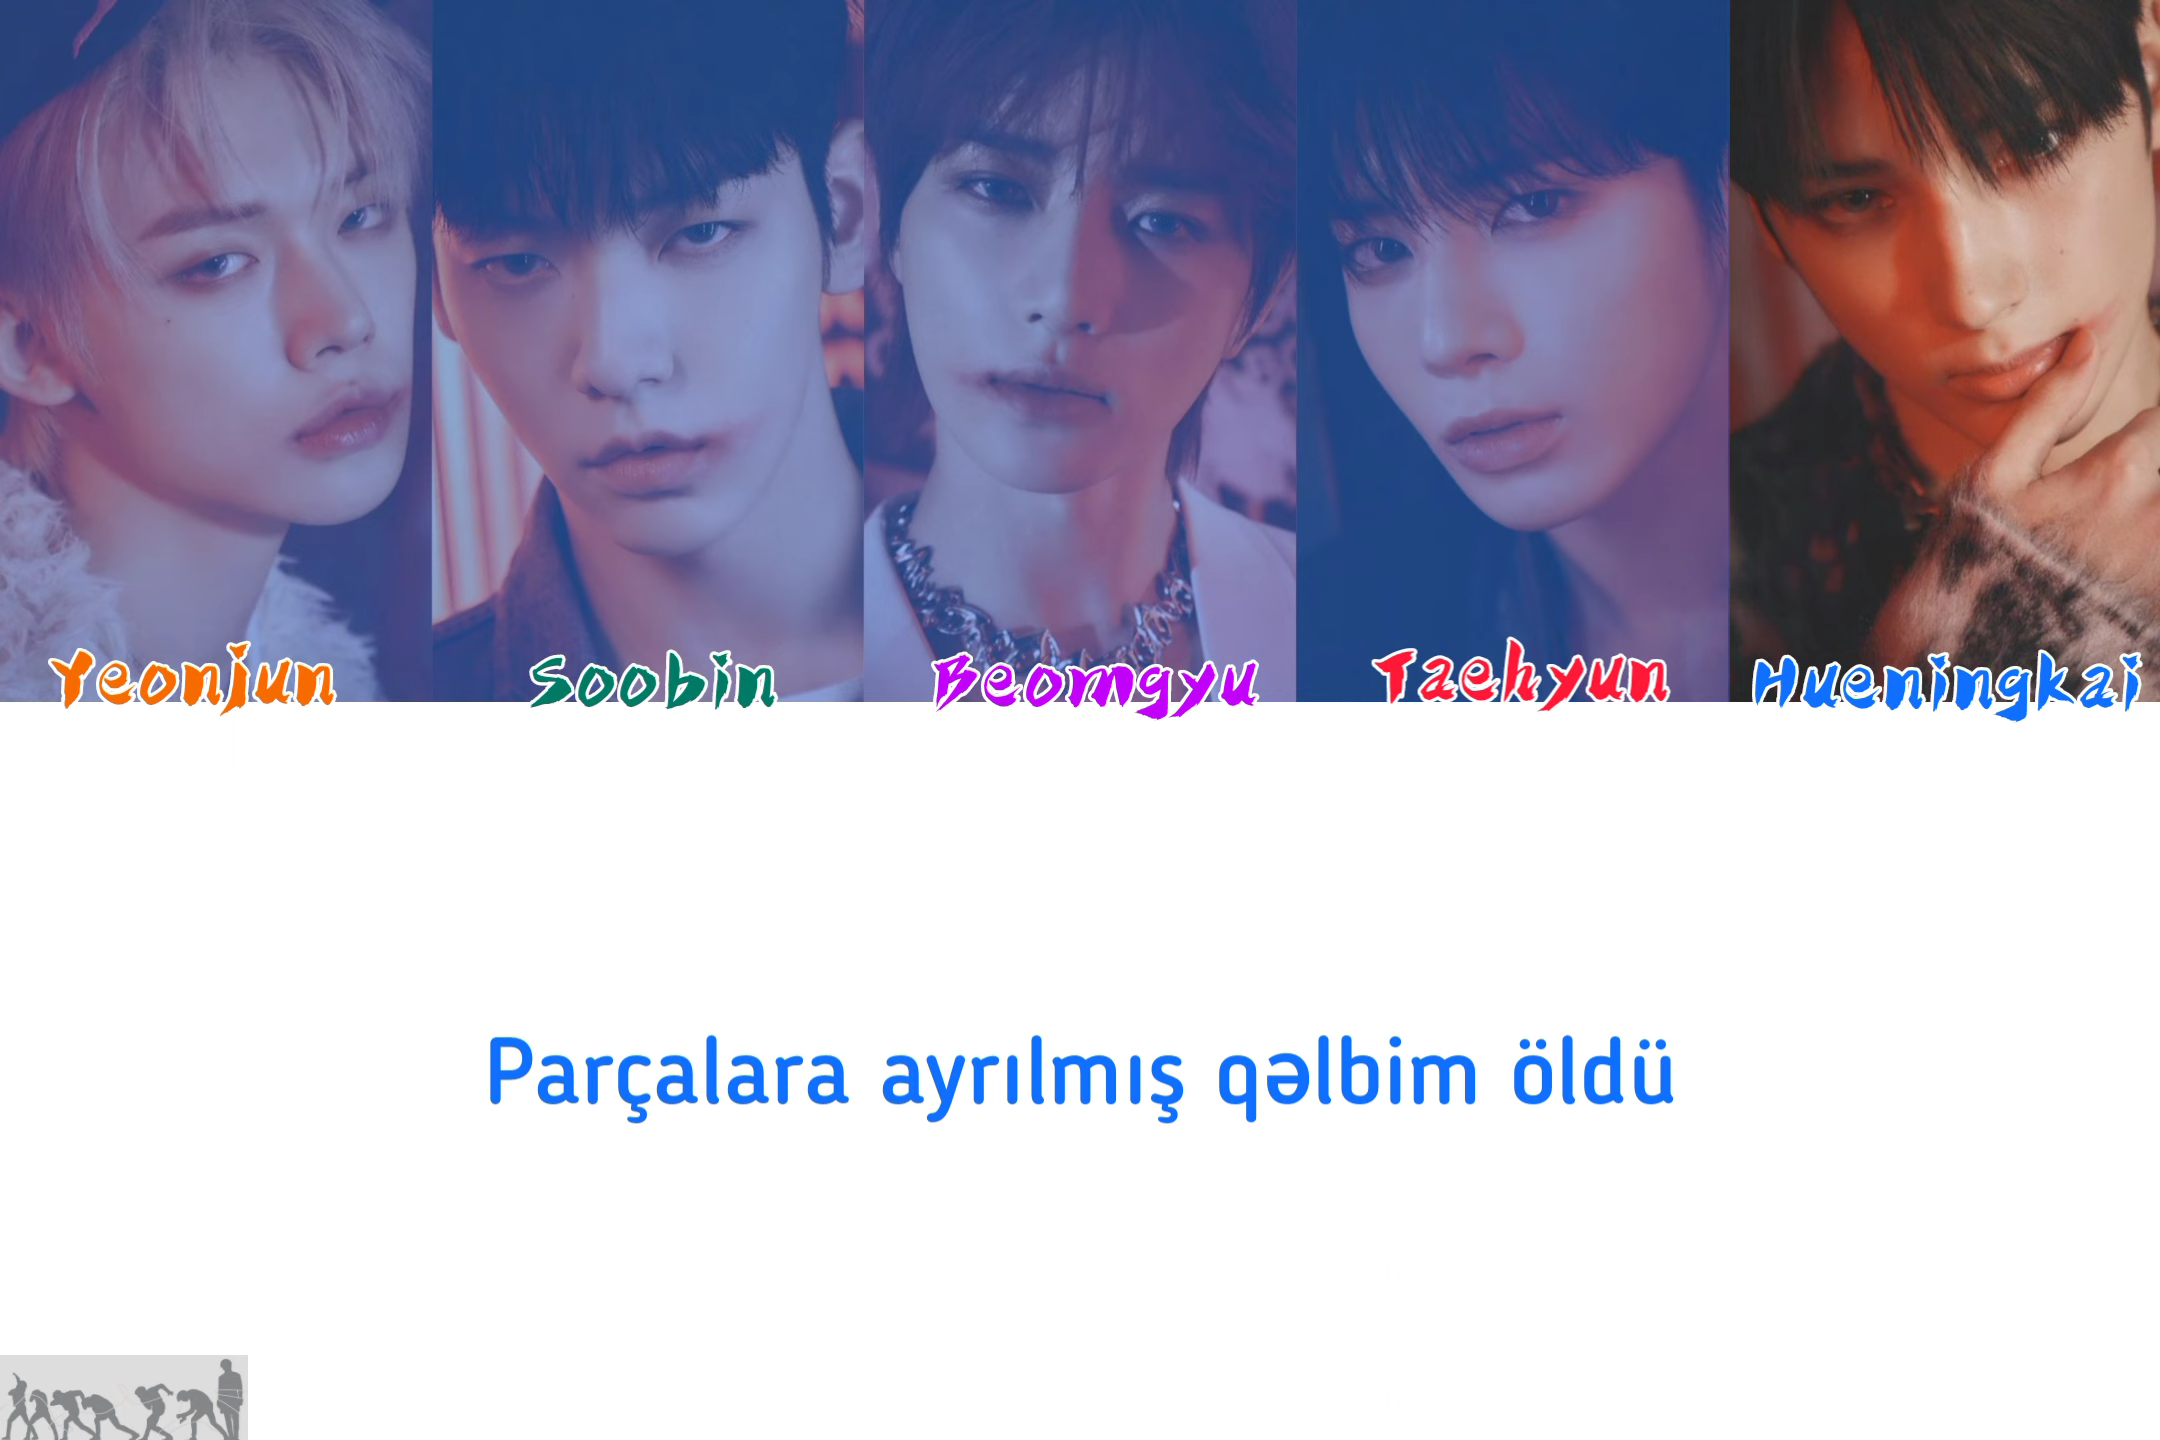 Yeonjun Soobin Beomgyu Taehyun Hueningkai
Parçalara ayrılmış qəlbim öldü